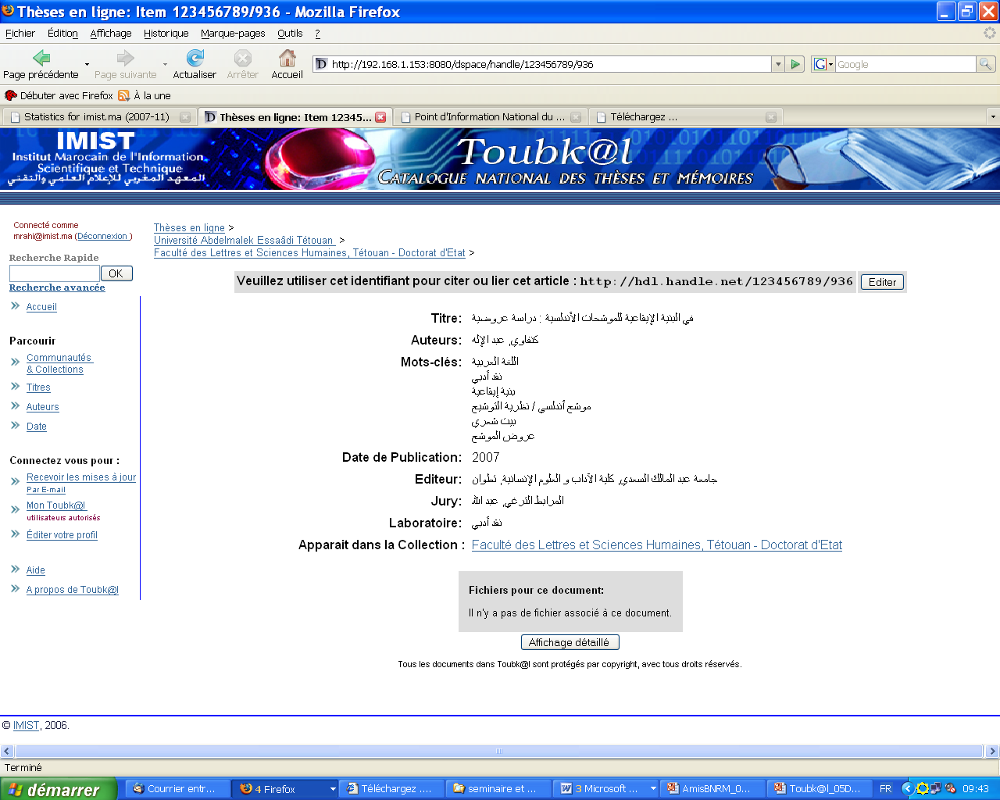 Thèses en ligne: Item 123456789/936 - Mozilla Firefox
Fichier Édition Affichage Historique Marque-pages Outils ?
Page précédente Page suivante Actualiser Arrêter Accueil http://192.168.1.153:8080/dspace/handle/123456789/936 Google
Débuter avec Firefox À la une
Statistics for imist.ma (2007-11) Thèses en ligne: Item 12345... Point d'Information National du ... Téléchargez ...
IMIST
Institut Marocain de l'Information
Scientifique et Technique
المعهد المغربي للإعلام العلمي والتقني
Toubk@l
CATALOGUE NATIONAL DES THÈSES ET MÉMOIRES
Connecté comme
mrahi@imist.ma (Déconnexion )
Recherche Rapide
OK
Recherche avancée
Accueil
Parcourir
Communautés
& Collections
Titres
Auteurs
Date
Connectez vous pour :
Recevoir les mises à jour
Par E-mail
Mon Toubk@l
utilisateurs autorisés
Éditer votre profil
Aide
A propos de Toubk@l
Thèses en ligne >
Université Abdelmalek Essaâdi Tétouan >
Faculté des Lettres et Sciences Humaines, Tétouan - Doctorat d'Etat >
Veuillez utiliser cet identifiant pour citer ou lier cet article : http://hdl.handle.net/123456789/936 Editer
Titre: في البنية الإيقاعية للموشحات الأندلسية : دراسة عروضية
Auteurs: كنفاوي, عبد الإله
Mots-clés: اللغة العربية
نقد أدبي
بنية إيقاعية
موشح أندلسي / نظرية التوشيح
بيت شعري
عروض الموشح
Date de Publication: 2007
Editeur: جامعة عبد المالك السعدي, كلية الآداب و العلوم الإنسانية, تطوان
Jury: المرابط الترغي, عبد الله
Laboratoire: نقد أدبي
Apparait dans la Collection : Faculté des Lettres et Sciences Humaines, Tétouan - Doctorat d'Etat
Fichiers pour ce document:
Il n'y a pas de fichier associé à ce document.
Affichage détaillé
Tous les documents dans Toubk@l sont protégés par copyright, avec tous droits réservés.
© IMIST, 2006.
Terminé
démarrer Courrier entr... 4 Firefox Téléchargez .... seminaire et ... 3 Microsoft ... AmisBNRM_0... Toubk@l_05D... FR 09:43